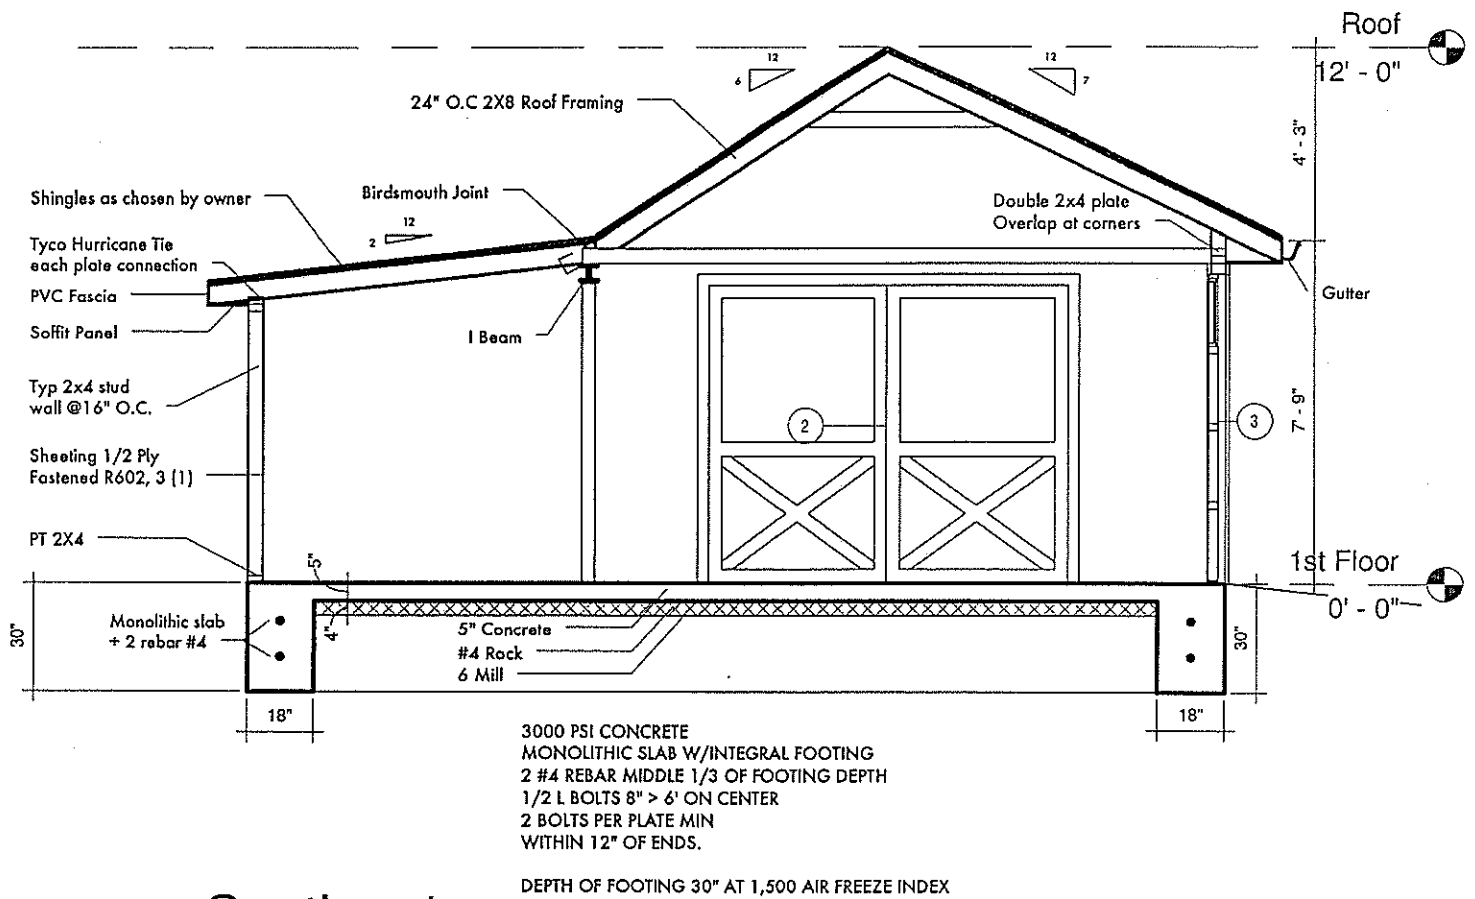 Roof
12' - 0"
12
6
12
7
24" O.C 2X8 Roof Framing
4' - 3"
Shingles as chosen by owner
Birdsmouth Joint
Double 2x4 plate
Overlap at corners
12
2
Tyco Hurricane Tie
each plate connection
PVC Fascia
Gutter
Soffit Panel
I Beam
Typ 2x4 stud
wall @16" O.C.
2
3
7' - 9"
Sheeting 1/2 Ply
Fastened R602, 3 (1)
PT 2X4
5"
1st Floor
0' - 0"
30"
Monolithic slab
+ 2 rebar #4
4"
5" Concrete
#4 Rock
6 Mill
30"
18"
18"
3000 PSI CONCRETE
MONOLITHIC SLAB W/INTEGRAL FOOTING
2 #4 REBAR MIDDLE 1/3 OF FOOTING DEPTH
1/2 L BOLTS 8" > 6' ON CENTER
2 BOLTS PER PLATE MIN
WITHIN 12" OF ENDS.
DEPTH OF FOOTING 30" AT 1,500 AIR FREEZE INDEX